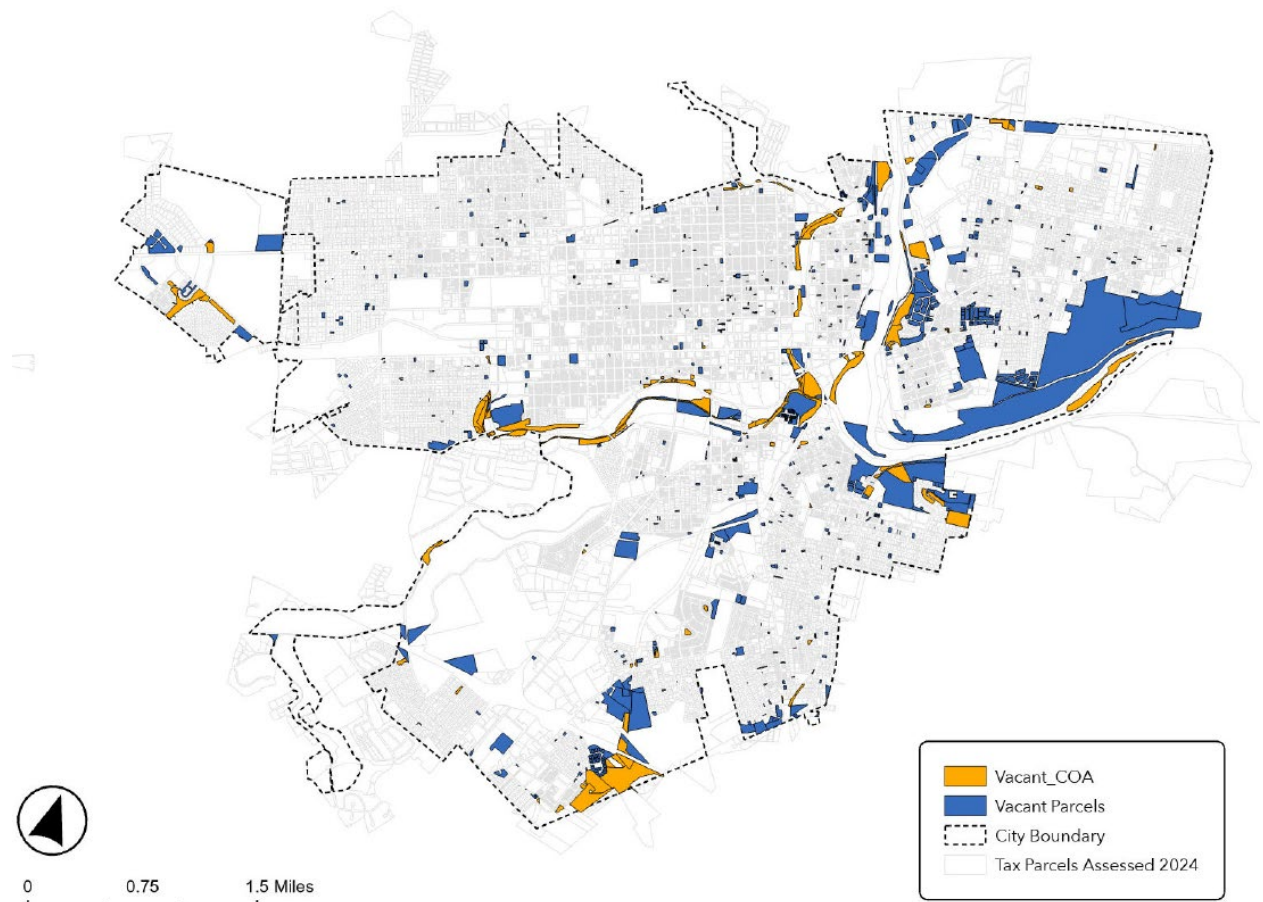 Vacant_COA
Vacant Parcels
City Boundary
Tax Parcels Assessed 2024
0 0.75 1.5 Miles